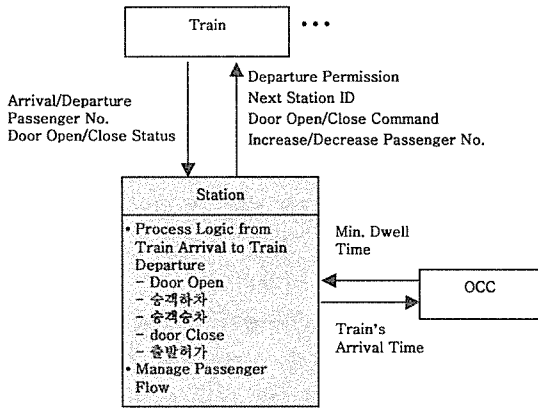 Train
Arrival/Departure
Passenger No.
Door Open/Close Status
Departure Permission
Next Station ID
Door Open/Close Command
Increase/Decrease Passenger No.
Station
• Process Logic from
Train Arrival to Train
Departure
- Door Open
- 승객하차
- 승객승차
- door Close
- 출발허가
• Manage Passenger
Flow
Min. Dwell
Time
OCC
Train's
Arrival Time